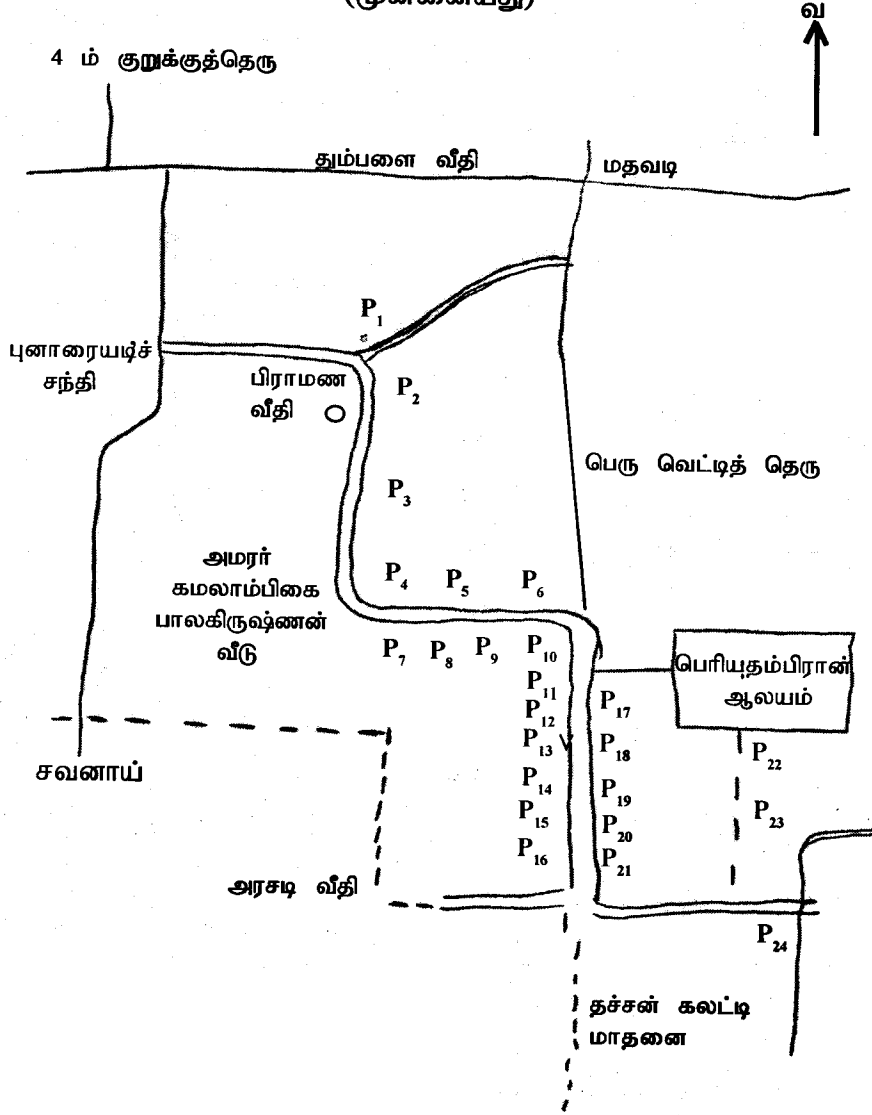 வ
4 ம் குறுக்குத்தெரு
தும்பளை வீதி
மதவடி
P1
புனாரையடிச்
சந்தி
பிராமண
வீதி
P2
பெரு வெட்டித் தெரு
P3
அமரர்
கமலாம்பிகை
பாலகிருஷ்ணன்
வீடு
P4 P5 P6
P7 P8 P9 P10
பெரியதம்பிரான்
ஆலயம்
P11
P17
P12
P13
P18
P22
சவனாய்
P14
P19
P15
P20
P23
P16
P21
அரசடி வீதி
P24
தச்சன் கலட்டி
மாதனை